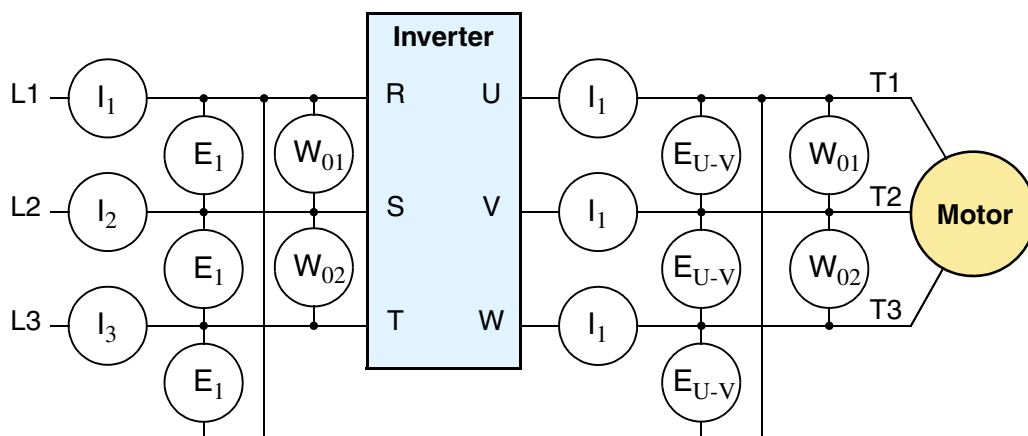 Inverter
L1 I1 R U I1 T1
E1 W01 EU-V W01
L2 I2 S V I1 T2 Motor
E1 W02 EU-V W02
L3 I3 T W I1 T3
E1 EU-V